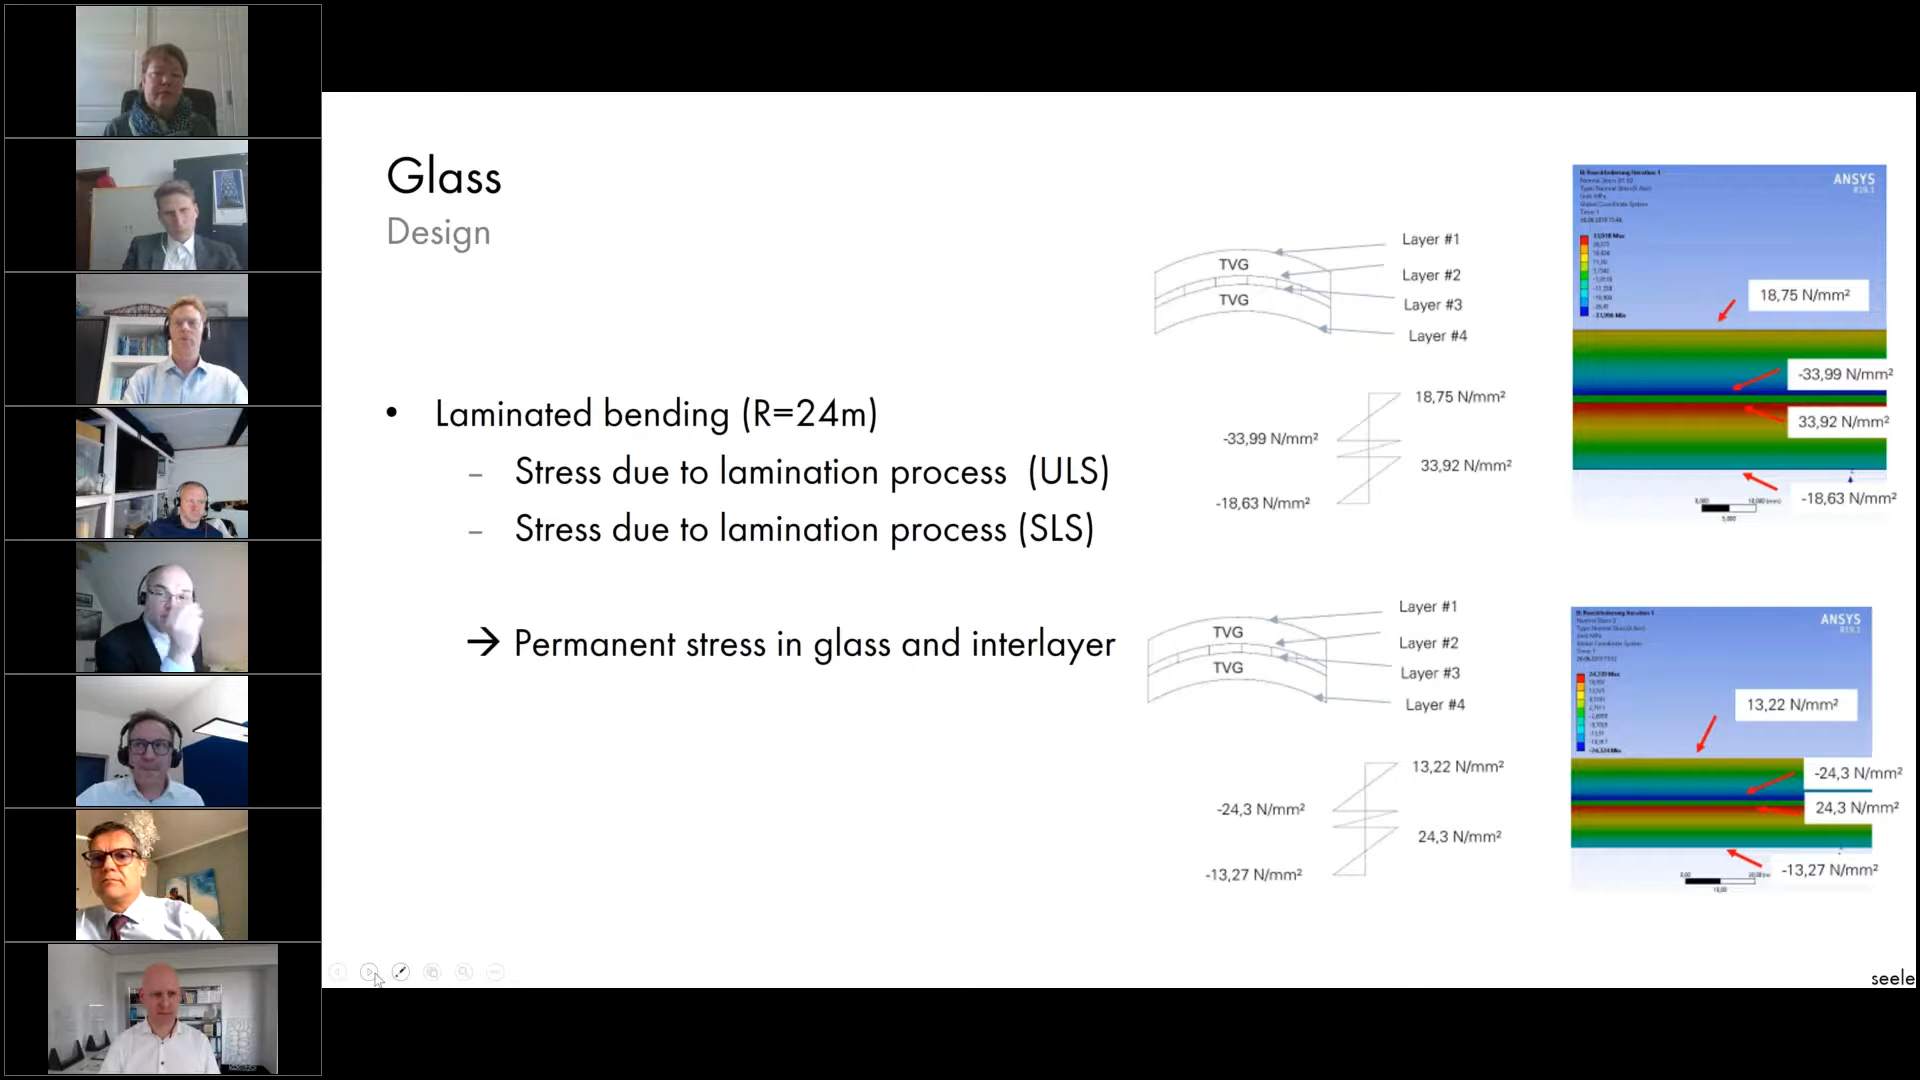 Glass
Design
• Laminated bending (R=24m)
– Stress due to lamination process (ULS)
– Stress due to lamination process (SLS)
→ Permanent stress in glass and interlayer
Layer #1
TVG
Layer #2
TVG
Layer #3
Layer #4
18,75 N/mm²
-33,99 N/mm²
33,92 N/mm²
-18,63 N/mm²
ANSYS
R19.1
18,75 N/mm²
-33,99 N/mm²
33,92 N/mm²
-18,63 N/mm²
Layer #1
TVG
Layer #2
TVG
Layer #3
Layer #4
13,22 N/mm²
-24,3 N/mm²
24,3 N/mm²
-13,27 N/mm²
ANSYS
R19.1
13,22 N/mm²
-24,3 N/mm²
24,3 N/mm²
-13,27 N/mm²
seele